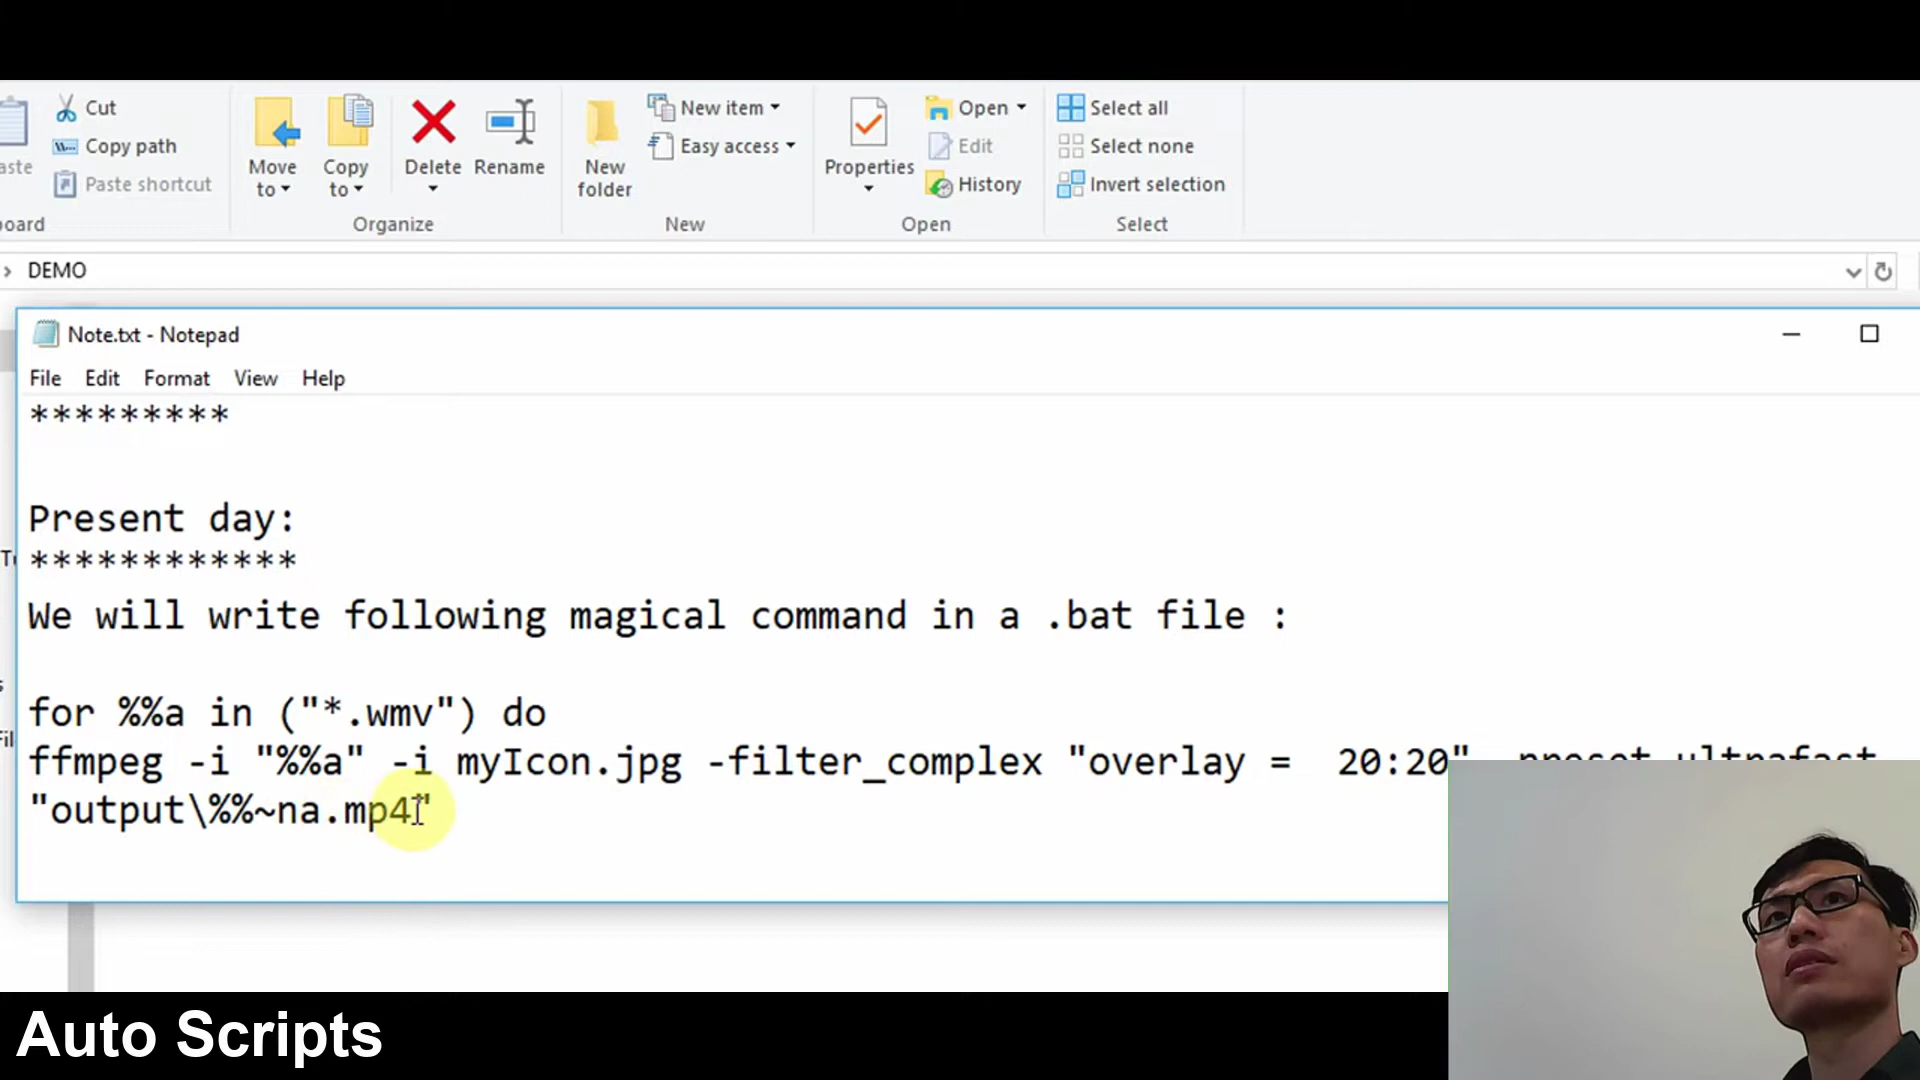 Cut
Copy path
Paste shortcut
Move to
Copy to
Delete
Rename
Organize
New folder
New item
Easy access
New
Properties
Open
Edit
History
Open
Select all
Select none
Invert selection
Select
DEMO
Note.txt - Notepad
File Edit Format View Help
*********
Present day:
************
We will write following magical command in a .bat file :
for %%a in ("*.wmv") do
ffmpeg -i "%%a" -i myIcon.jpg -filter_complex "overlay =  20:20" -preset ultrafast
"output\%%~na.mp4"
Auto Scripts